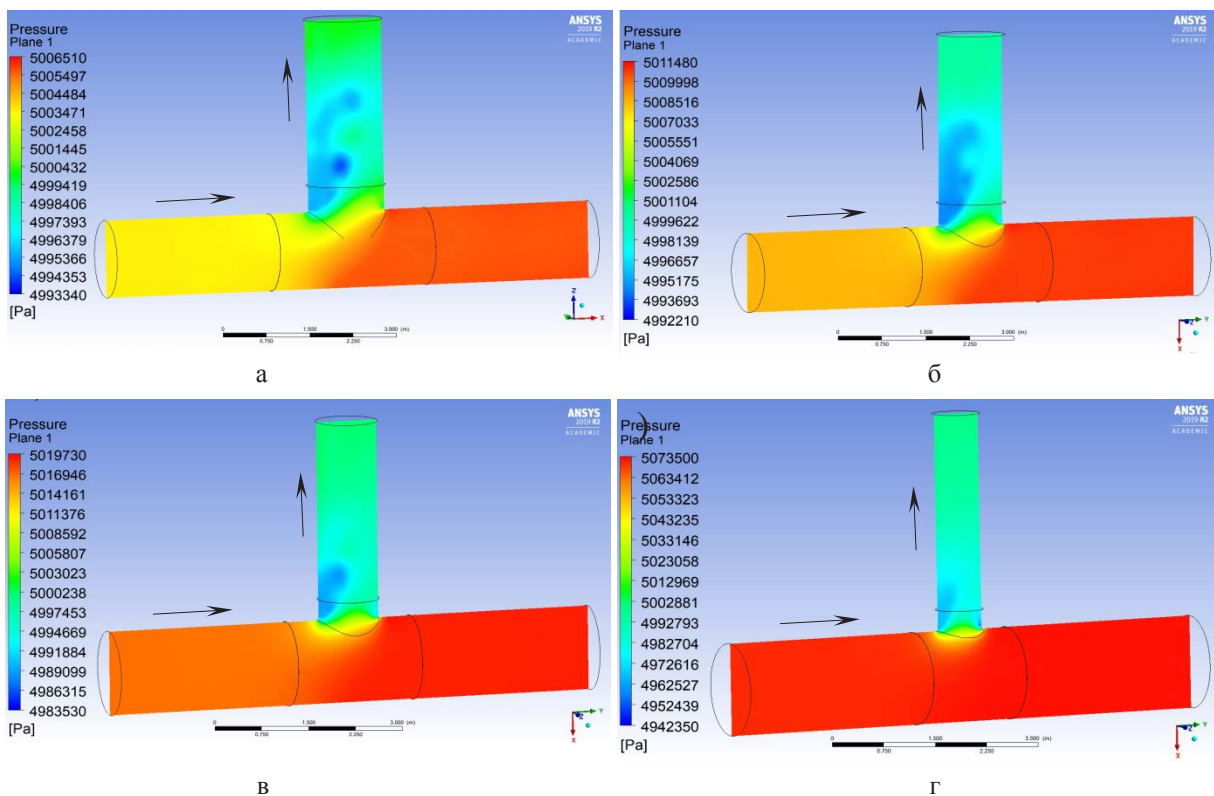 Pressure
Plane 1
5006510
5005497
5004484
5003471
5002458
5001445
5000432
4999419
4998406
4997393
4996379
4995366
4994353
4993340
[Pa]
ANSYS
2019 R2
ACADEMIC
0 1.500 3.000 (m)
0.750 2.250
Z
Y X
а
Pressure
Plane 1
5011480
5009998
5008516
5007033
5005551
5004069
5002586
5001104
4999622
4998139
4996657
4995175
4993693
4992210
[Pa]
ANSYS
2019 R2
ACADEMIC
0 1.500 3.000 (m)
0.750 2.250
Z Y
X
б
Pressure
Plane 1
5019730
5016946
5014161
5011376
5008592
5005807
5003023
5000238
4997453
4994669
4991884
4989099
4986315
4983530
[Pa]
ANSYS
2019 R2
ACADEMIC
0 1.500 3.000 (m)
0.750 2.250
Z Y
X
в
)
Pressure
Plane 1
5073500
5063412
5053323
5043235
5033146
5023058
5012969
5002881
4992793
4982704
4972616
4962527
4952439
4942350
[Pa]
ANSYS
2019 R2
ACADEMIC
0 1.500 3.000 (m)
0.750 2.250
Z Y
X
г